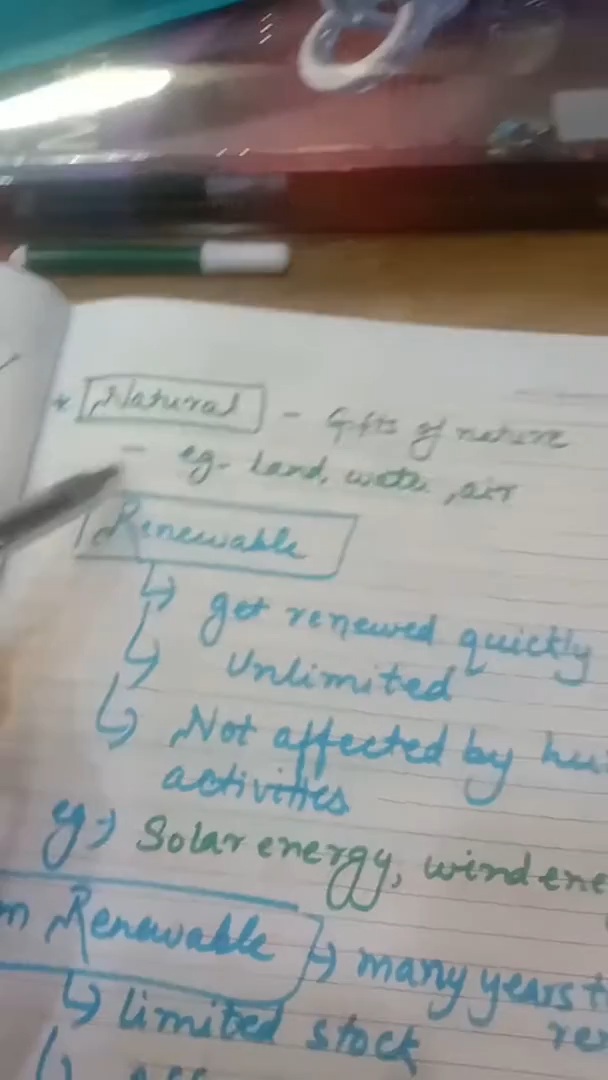 * Natural - Gifts of nature
- eg- land, water, air
Renewable
↳ get renewed quickly
↳ Unlimited
↳ Not affected by
activities
eg→ Solar energy, wind
Renewable → many years
↳ limited stock